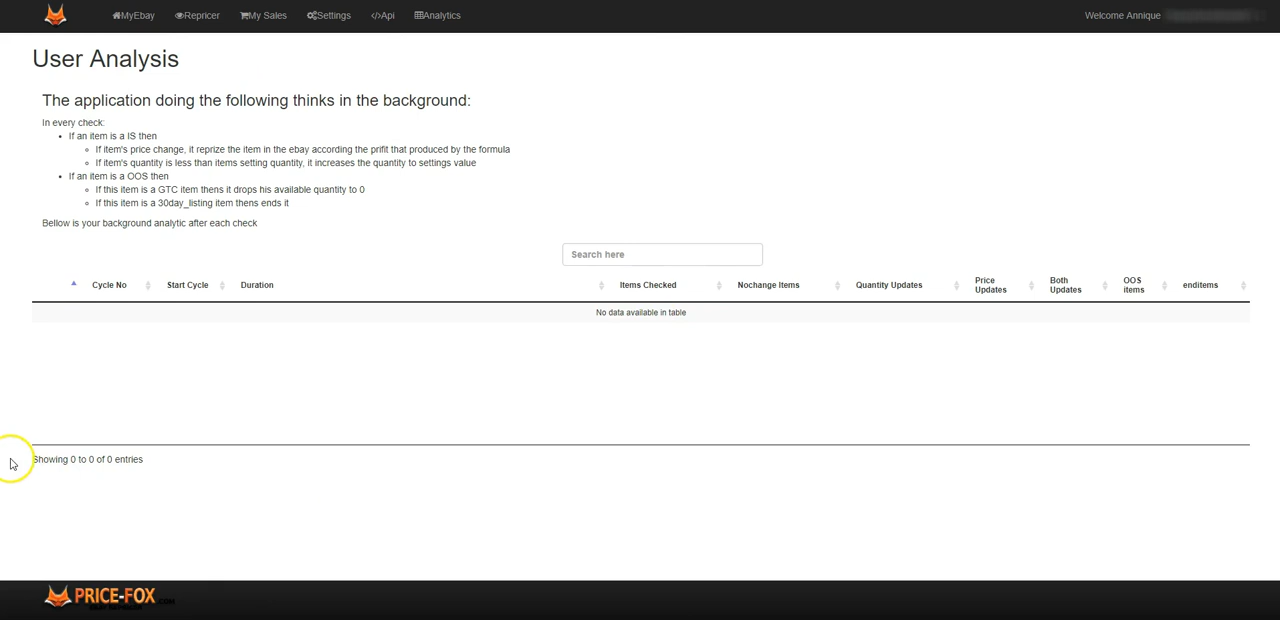 MyEbay Repricer My Sales Settings </>Api Analytics Welcome Annique
User Analysis
The application doing the following thinks in the background:
In every check:
If an item is a IS then
If item's price change, it reprize the item in the ebay according the prifit that produced by the formula
If item's quantity is less than items setting quantity, it increases the quantity to settings value
If an item is a OOS then
If this item is a GTC item thens it drops his available quantity to 0
If this item is a 30day_listing item thens ends it
Bellow is your background analytic after each check
Search here
Cycle No Start Cycle Duration Items Checked Nochange Items Quantity Updates Price Updates Both Updates OOS items enditems
No data available in table
Showing 0 to 0 of 0 entries
PRICE-FOX.COM